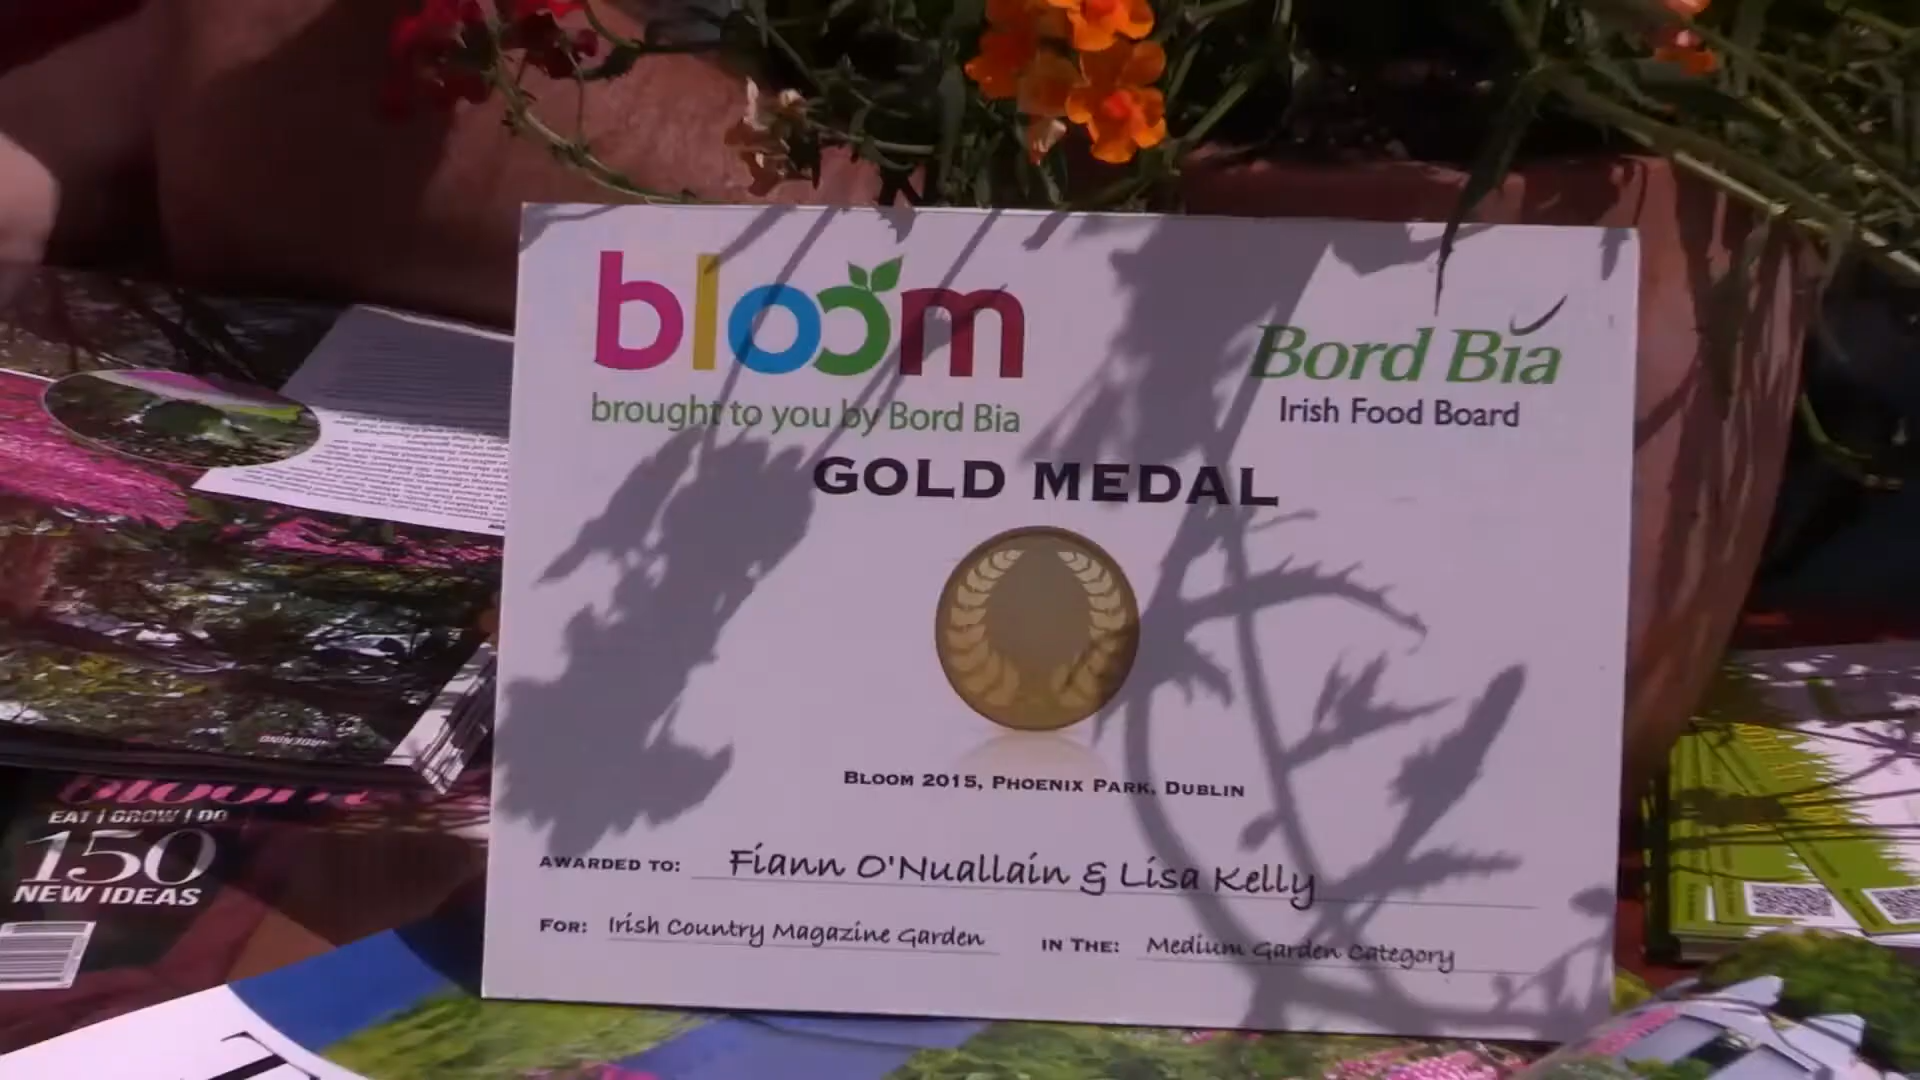 bloom
brought to you by Bord Bia
Bord Bia
Irish Food Board
GOLD MEDAL
BLOOM 2015, PHOENIX PARK, DUBLIN
AWARDED TO: Fiann O'Nuallain & Lisa Kelly
FOR: Irish Country Magazine Garden IN THE: Medium Garden Category
bloom
EAT | GROW | DO
150
NEW IDEAS